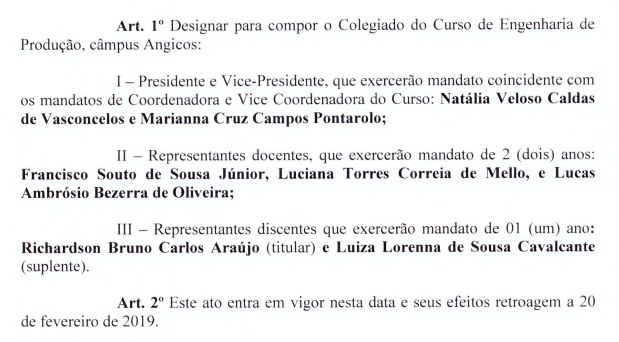 Art. 1º Designar para compor o Colegiado do Curso de Engenharia de
Produção, câmpus Angicos:
I – Presidente e Vice-Presidente, que exercerão mandato coincidente com
os mandatos de Coordenadora e Vice Coordenadora do Curso: Natália Veloso Caldas
de Vasconcelos e Marianna Cruz Campos Pontarolo;
II – Representantes docentes, que exercerão mandato de 2 (dois) anos:
Francisco Souto de Sousa Júnior, Luciana Torres Correia de Mello, e Lucas
Ambrósio Bezerra de Oliveira;
III – Representantes discentes que exercerão mandato de 01 (um) ano:
Richardson Bruno Carlos Araújo (titular) e Luiza Lorenna de Sousa Cavalcante
(suplente).
Art. 2º Este ato entra em vigor nesta data e seus efeitos retroagem a 20
de fevereiro de 2019.